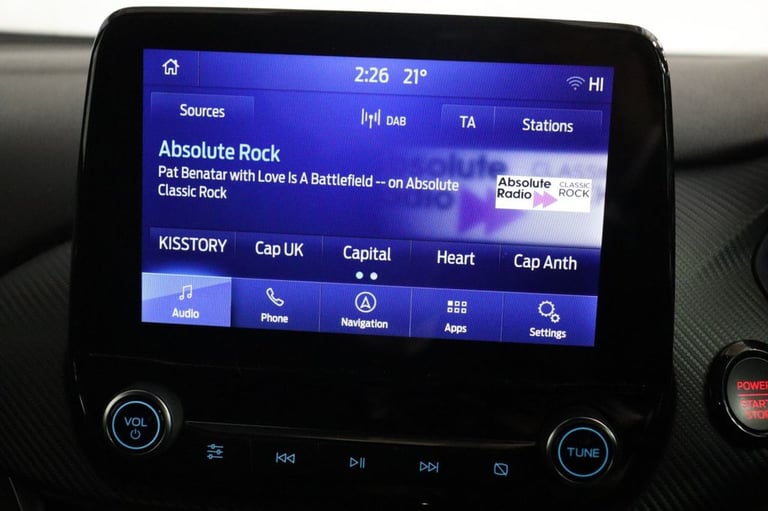 2:26 21° HI
Sources DAB TA Stations
Absolute Rock
Pat Benatar with Love Is A Battlefield -- on Absolute
Classic Rock
Absolute
Radio
CLASSIC
ROCK
KISSTORY Cap UK Capital Heart Cap Anth
Audio Phone Navigation Apps Settings
VOL
TUNE
POWER
START
STOP